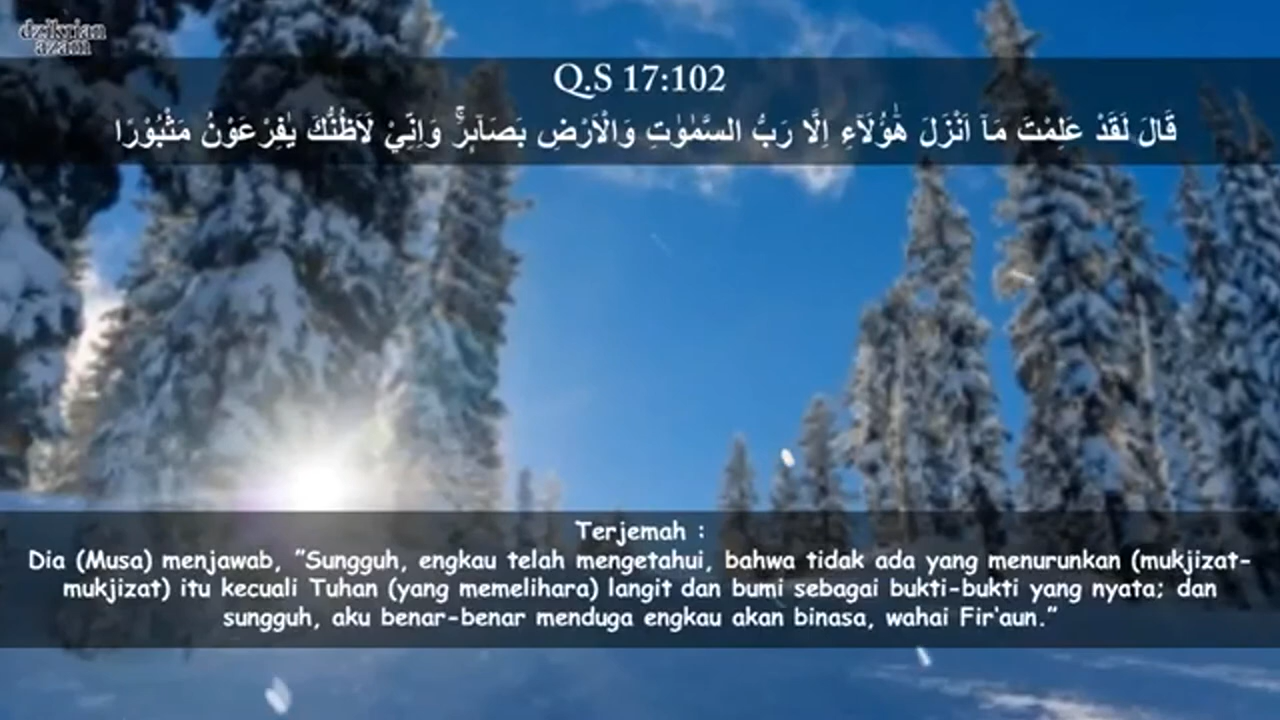 dzikrian
azam
Q.S 17:102
قَالَ لَقَدْ عَلِمْتَ مَآ اَنْزَلَ هٰٓؤُلَاۤءِ اِلَّا رَبُّ السَّمٰوٰتِ وَالْاَرْضِ بَصَاۤىِٕرَۚ وَاِنِّيْ لَاَظُنُّكَ يٰفِرْعَوْنُ مَثْبُوْرًا
Terjemah :
Dia (Musa) menjawab, "Sungguh, engkau telah mengetahui, bahwa tidak ada yang menurunkan (mukjizat-
mukjizat) itu kecuali Tuhan (yang memelihara) langit dan bumi sebagai bukti-bukti yang nyata; dan
sungguh, aku benar-benar menduga engkau akan binasa, wahai Fir'aun."